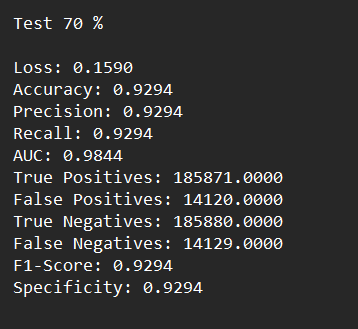 Test 70 %
Loss: 0.1590
Accuracy: 0.9294
Precision: 0.9294
Recall: 0.9294
AUC: 0.9844
True Positives: 185871.0000
False Positives: 14120.0000
True Negatives: 185880.0000
False Negatives: 14129.0000
F1-Score: 0.9294
Specificity: 0.9294